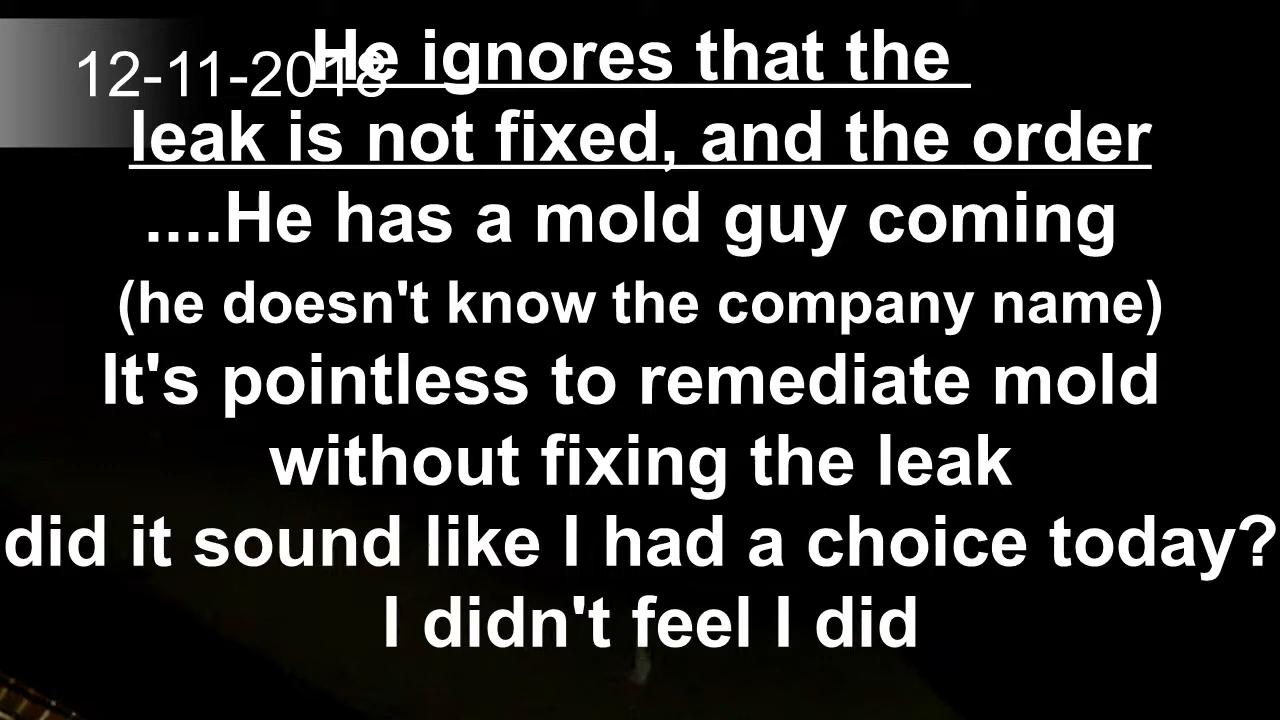 12-11-2018
He ignores that the
leak is not fixed, and the order
....He has a mold guy coming
(he doesn't know the company name)
It's pointless to remediate mold
without fixing the leak
did it sound like I had a choice today?
I didn't feel I did